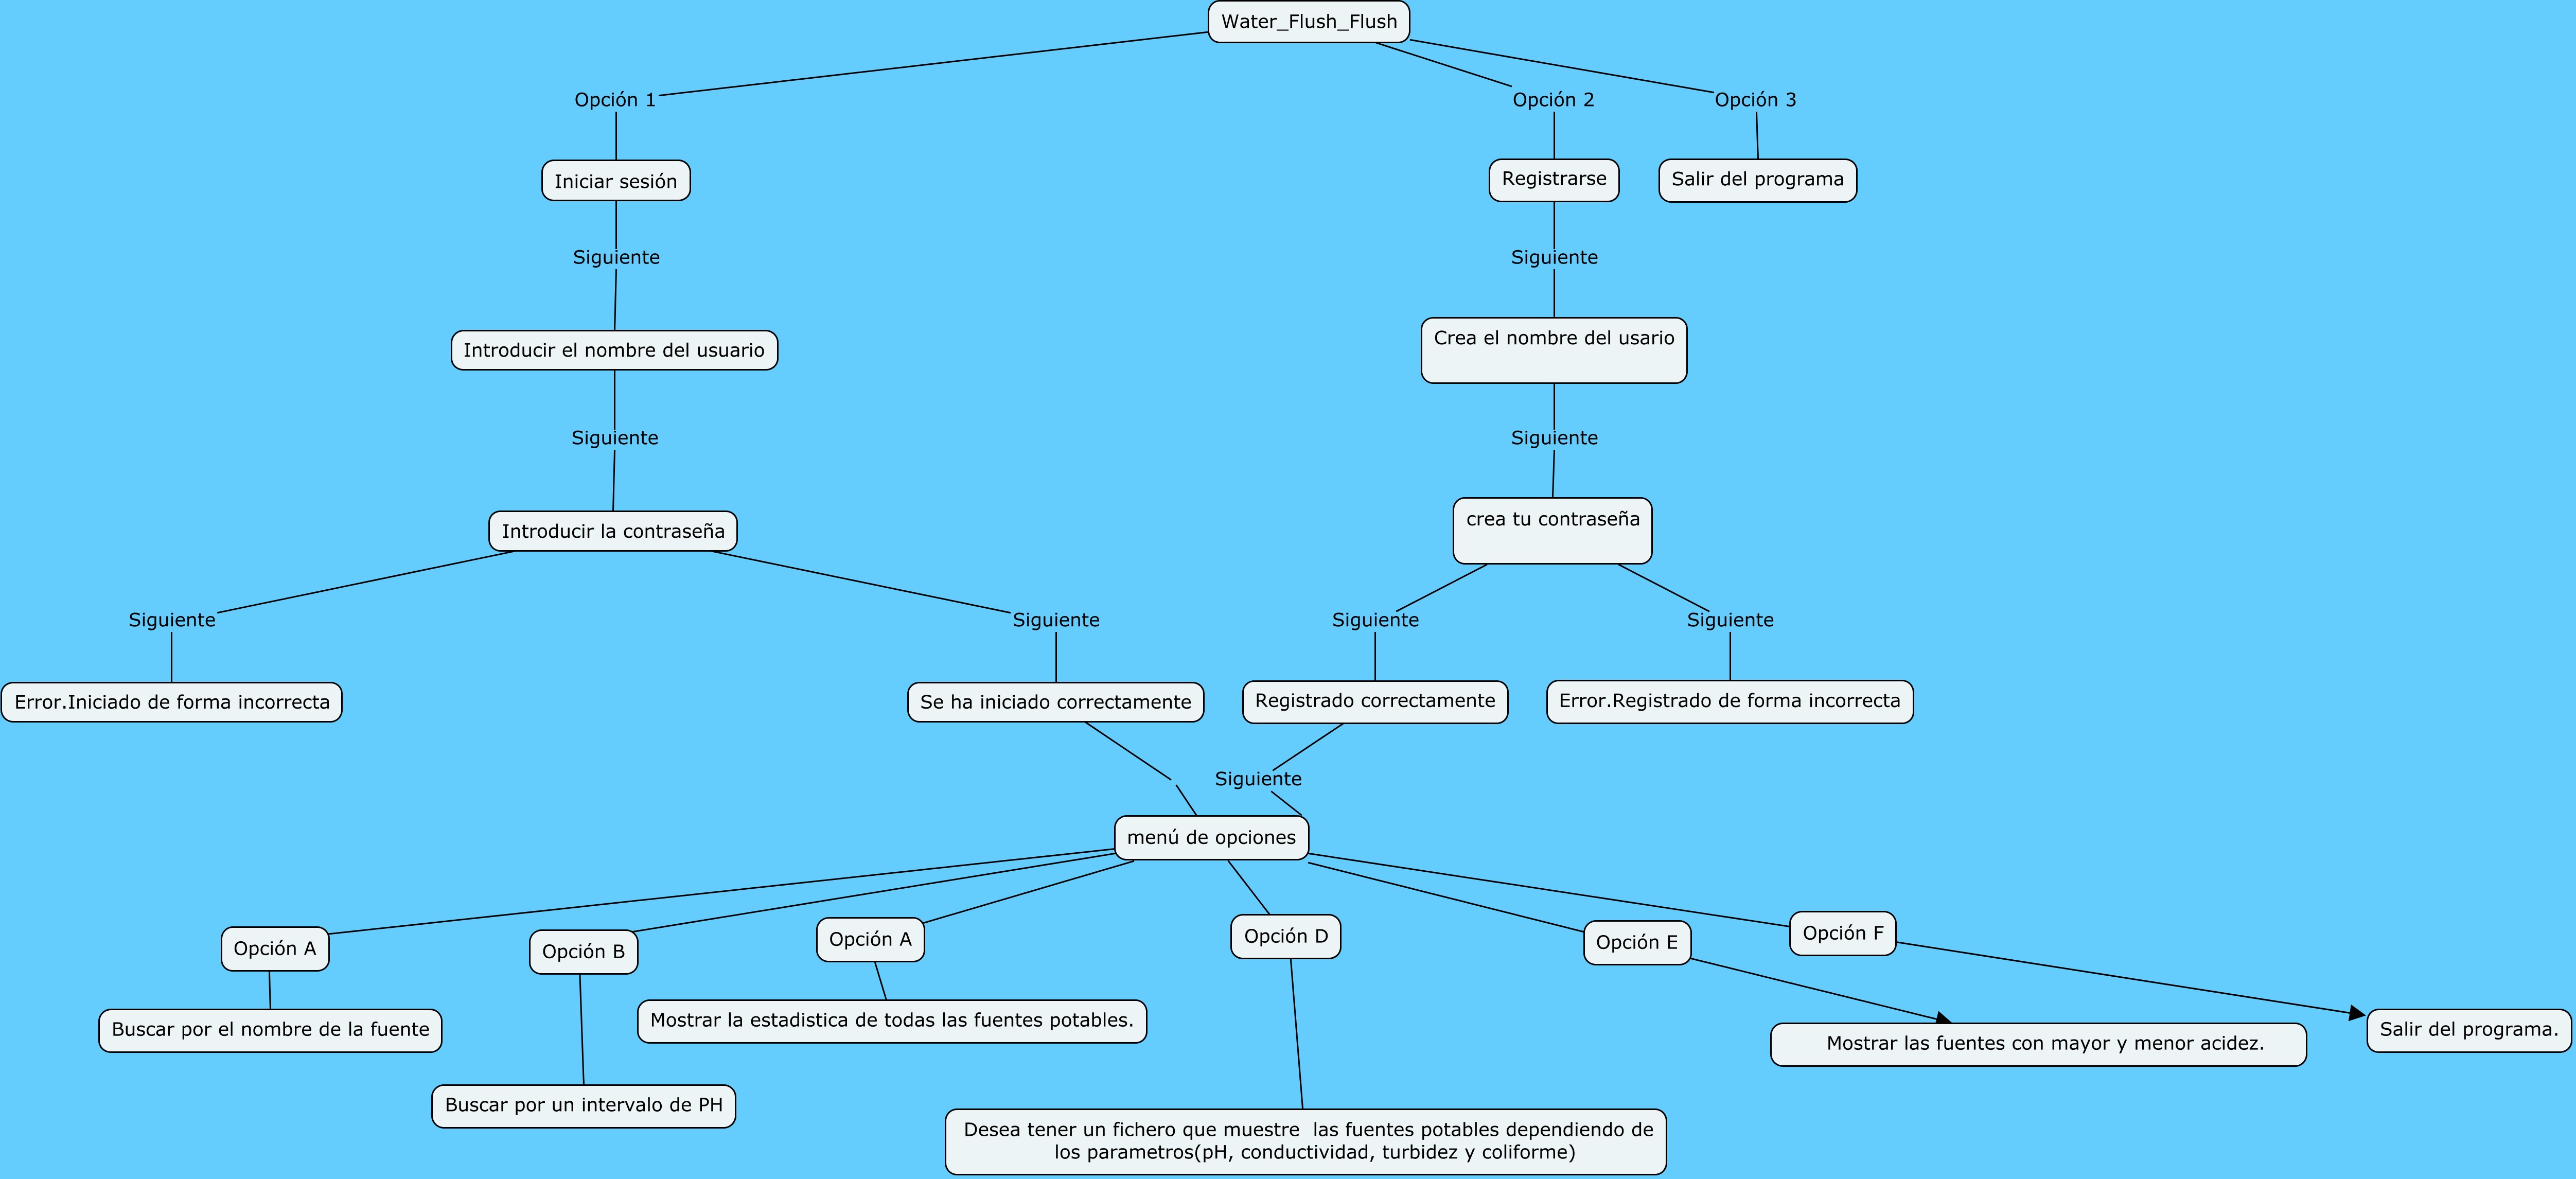 Water_Flush_Flush
Opción 1
Opción 2
Opción 3
Iniciar sesión
Registrarse
Salir del programa
Siguiente
Siguiente
Introducir el nombre del usuario
Crea el nombre del usario
Siguiente
Siguiente
Introducir la contraseña
crea tu contraseña
Siguiente
Siguiente
Siguiente
Siguiente
Error.Iniciado de forma incorrecta
Se ha iniciado correctamente
Registrado correctamente
Error.Registrado de forma incorrecta
Siguiente
menú de opciones
Opción A
Opción B
Opción A
Opción D
Opción E
Opción F
Buscar por el nombre de la fuente
Mostrar la estadistica de todas las fuentes potables.
Mostrar las fuentes con mayor y menor acidez.
Salir del programa.
Buscar por un intervalo de PH
Desea tener un fichero que muestre  las fuentes potables dependiendo de
los parametros(pH, conductividad, turbidez y coliforme)